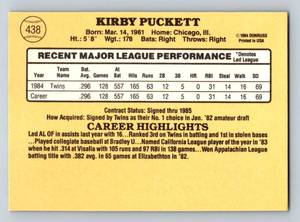 438
KIRBY PUCKETT
© 1984 DONRUSS
Printed in USA
Born: Mar. 14, 1961 Home: Chicago, Ill.
Ht.: 5'8" Wgt.: 178 Bats: Right Throws: Right
RECENT MAJOR LEAGUE PERFORMANCE
*Denotes
Led League
Year Team Bat. Avg. G At Bats Hits Runs 2B 3B HR RBI Steal BB SO
1984 Twins .296 128 557 165 63 12 5 0 31 14 16 69
Career .296 128 557 165 63 12 5 0 31 14 16 69
Contract Status: Signed thru 1985
How Acquired: Signed by Twins as their No. 1 choice in Jan. '82 amateur draft
CAREER HIGHLIGHTS
Led AL OF in assists last year with 16...Ranked 3rd on Twins in batting and 1st in stolen bases
...Played collegiate baseball at Bradley U...Named California League player of the year in '83
when he hit .314 at Visalia with 105 runs and 97 RBI in 138 games...Won Appalachian League
batting title with .382 avg. in 65 games at Elizabethton in '82.